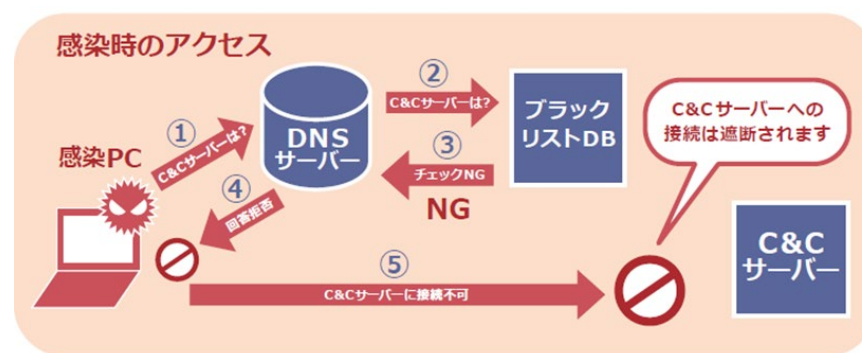 感染時のアクセス
感染PC
①
C&Cサーバーは?
DNS
サーバー
②
C&Cサーバーは?
③
チェックNG
NG
ブラック
リストDB
④
回答拒否
⑤
C&Cサーバーに接続不可
C&Cサーバーへの
接続は遮断されます
C&C
サーバー